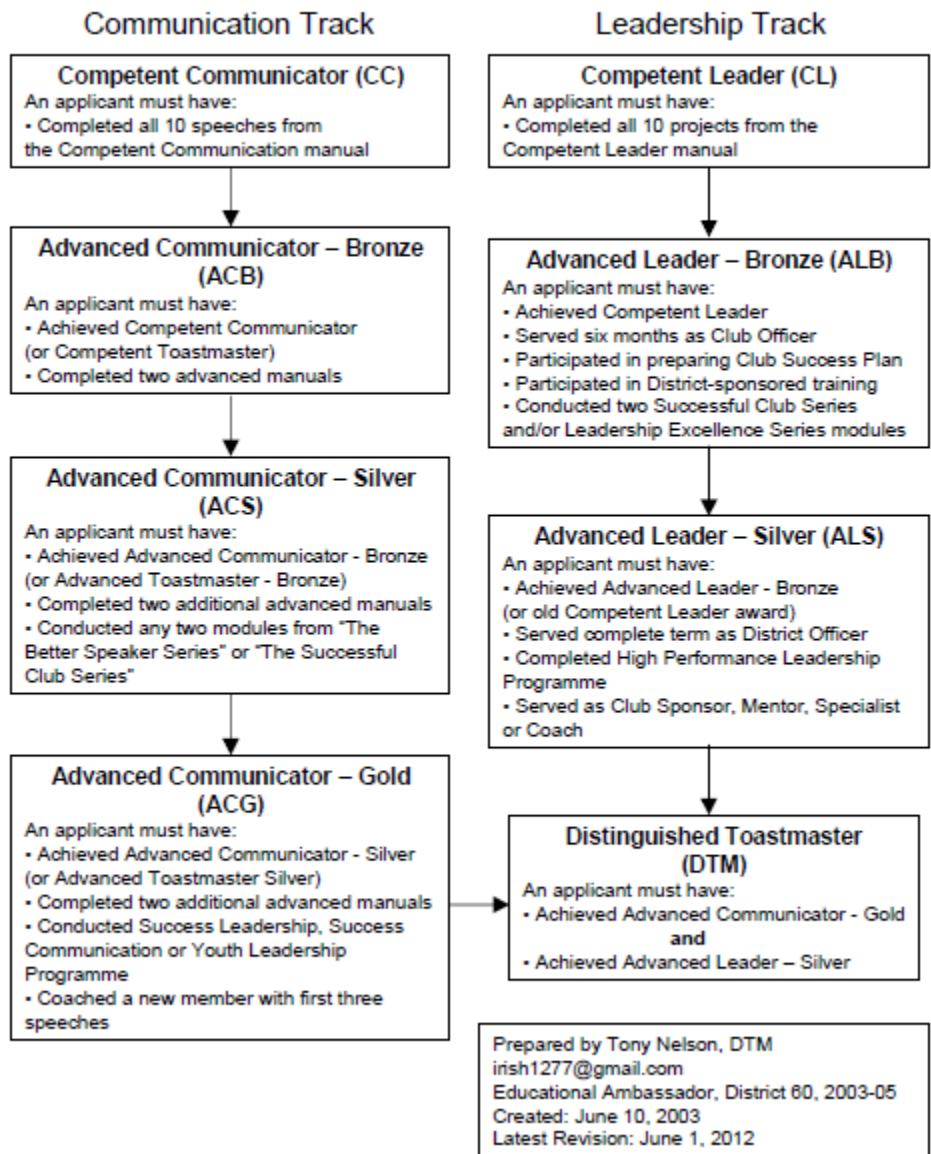 Communication Track
Competent Communicator (CC)
An applicant must have:
• Completed all 10 speeches from
the Competent Communication manual
Advanced Communicator – Bronze
(ACB)
An applicant must have:
• Achieved Competent Communicator
(or Competent Toastmaster)
• Completed two advanced manuals
Advanced Communicator – Silver
(ACS)
An applicant must have:
• Achieved Advanced Communicator - Bronze
(or Advanced Toastmaster - Bronze)
• Completed two additional advanced manuals
• Conducted any two modules from "The
Better Speaker Series" or "The Successful
Club Series"
Advanced Communicator – Gold
(ACG)
An applicant must have:
• Achieved Advanced Communicator - Silver
(or Advanced Toastmaster Silver)
• Completed two additional advanced manuals
• Conducted Success Leadership, Success
Communication or Youth Leadership
Programme
• Coached a new member with first three
speeches
Leadership Track
Competent Leader (CL)
An applicant must have:
• Completed all 10 projects from the
Competent Leader manual
Advanced Leader – Bronze (ALB)
An applicant must have:
• Achieved Competent Leader
• Served six months as Club Officer
• Participated in preparing Club Success Plan
• Participated in District-sponsored training
• Conducted two Successful Club Series
and/or Leadership Excellence Series modules
Advanced Leader – Silver (ALS)
An applicant must have:
• Achieved Advanced Leader - Bronze
(or old Competent Leader award)
• Served complete term as District Officer
• Completed High Performance Leadership
Programme
• Served as Club Sponsor, Mentor, Specialist
or Coach
Distinguished Toastmaster
(DTM)
An applicant must have:
• Achieved Advanced Communicator - Gold
and
• Achieved Advanced Leader – Silver
Prepared by Tony Nelson, DTM
irish1277@gmail.com
Educational Ambassador, District 60, 2003-05
Created: June 10, 2003
Latest Revision: June 1, 2012